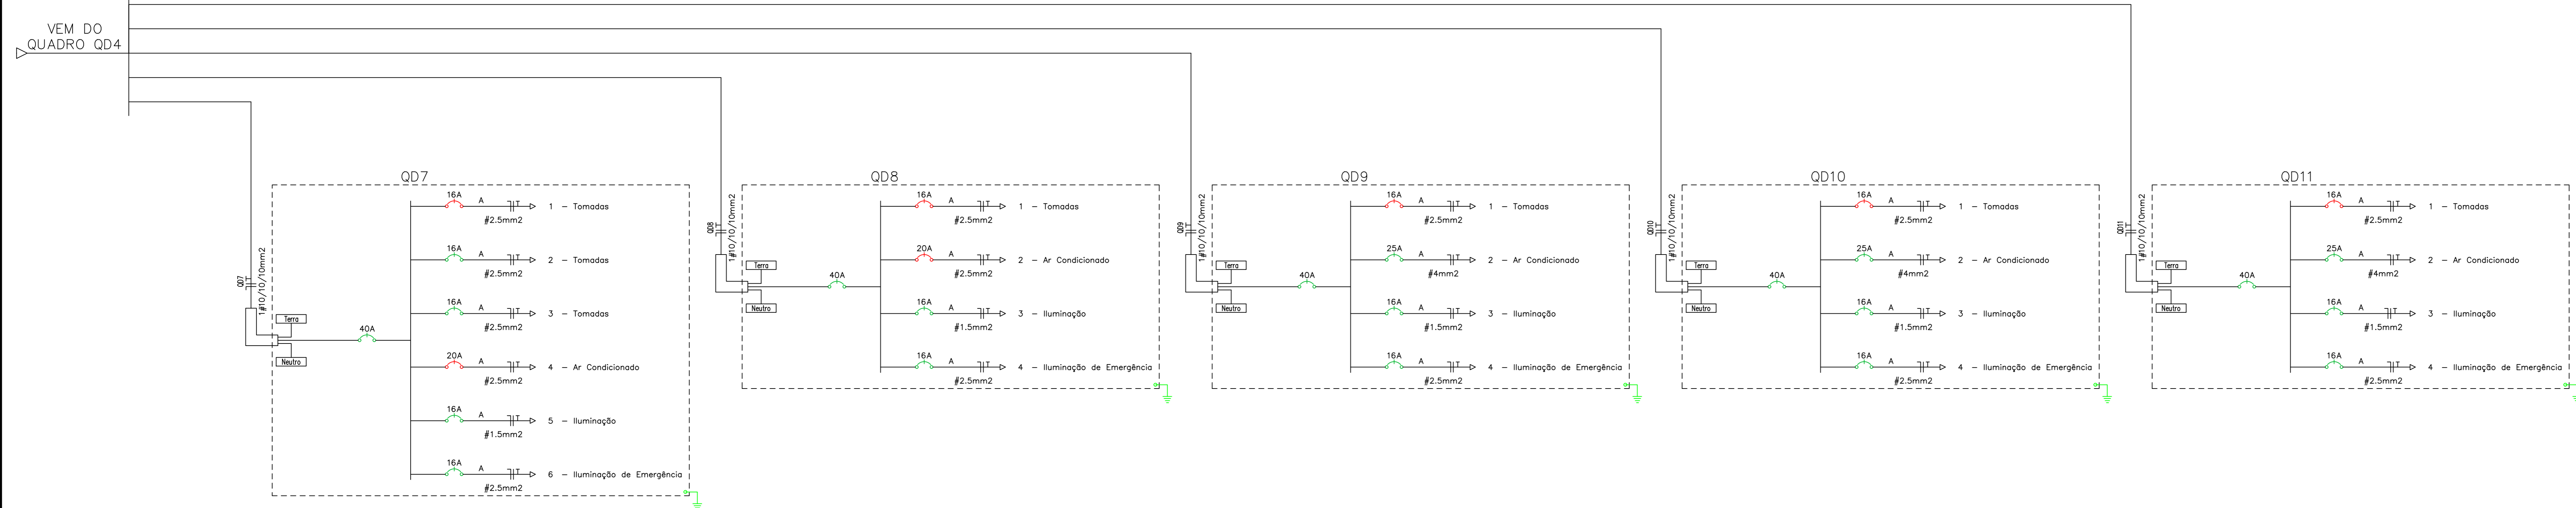 VEM DO
QUADRO QD4
QD7
QD7
1#10/10/10mm2
Terra
Neutro
40A
16A
A
T
#2.5mm2
1 - Tomadas
16A
A
T
#2.5mm2
2 - Tomadas
16A
A
T
#2.5mm2
3 - Tomadas
20A
A
T
#2.5mm2
4 - Ar Condicionado
16A
A
T
#1.5mm2
5 - Iluminação
16A
A
T
#2.5mm2
6 - Iluminação de Emergência
QD8
QD8
1#10/10/10mm2
Terra
Neutro
40A
16A
A
T
#2.5mm2
1 - Tomadas
20A
A
T
#2.5mm2
2 - Ar Condicionado
16A
A
T
#1.5mm2
3 - Iluminação
16A
A
T
#2.5mm2
4 - Iluminação de Emergência
QD9
QD9
1#10/10/10mm2
Terra
Neutro
40A
16A
A
T
#2.5mm2
1 - Tomadas
25A
A
T
#4mm2
2 - Ar Condicionado
16A
A
T
#1.5mm2
3 - Iluminação
16A
A
T
#2.5mm2
4 - Iluminação de Emergência
QD10
QD10
1#10/10/10mm2
Terra
Neutro
40A
16A
A
T
#2.5mm2
1 - Tomadas
25A
A
T
#4mm2
2 - Ar Condicionado
16A
A
T
#1.5mm2
3 - Iluminação
16A
A
T
#2.5mm2
4 - Iluminação de Emergência
QD11
QD11
1#10/10/10mm2
Terra
Neutro
40A
16A
A
T
#2.5mm2
1 - Tomadas
25A
A
T
#4mm2
2 - Ar Condicionado
16A
A
T
#1.5mm2
3 - Iluminação
16A
A
T
#2.5mm2
4 - Iluminação de Emergência